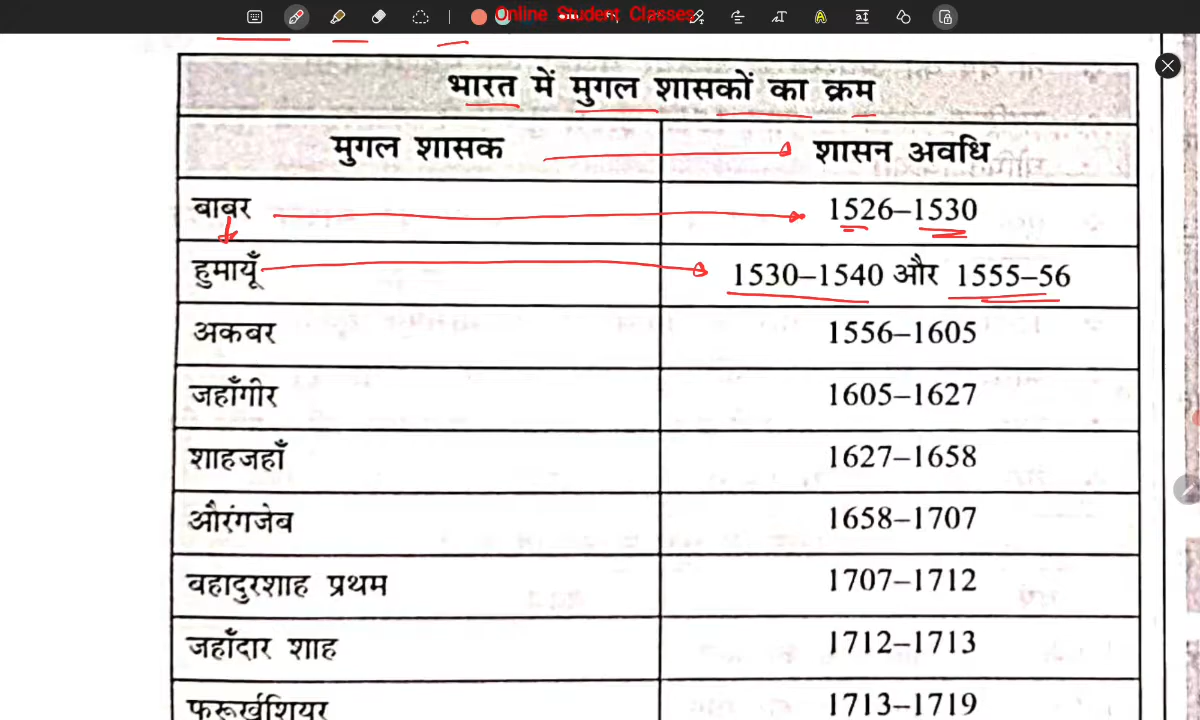 Online Student Classes
भारत में मुगल शासकों का क्रम
मुगल शासक शासन अवधि
बाबर 1526–1530
हुमायूँ 1530–1540 और 1555–56
अकबर 1556–1605
जहाँगीर 1605–1627
शाहजहाँ 1627–1658
औरंगजेब 1658–1707
बहादुरशाह प्रथम 1707–1712
जहाँदार शाह 1712–1713
फरूर्खशियर 1713–1719